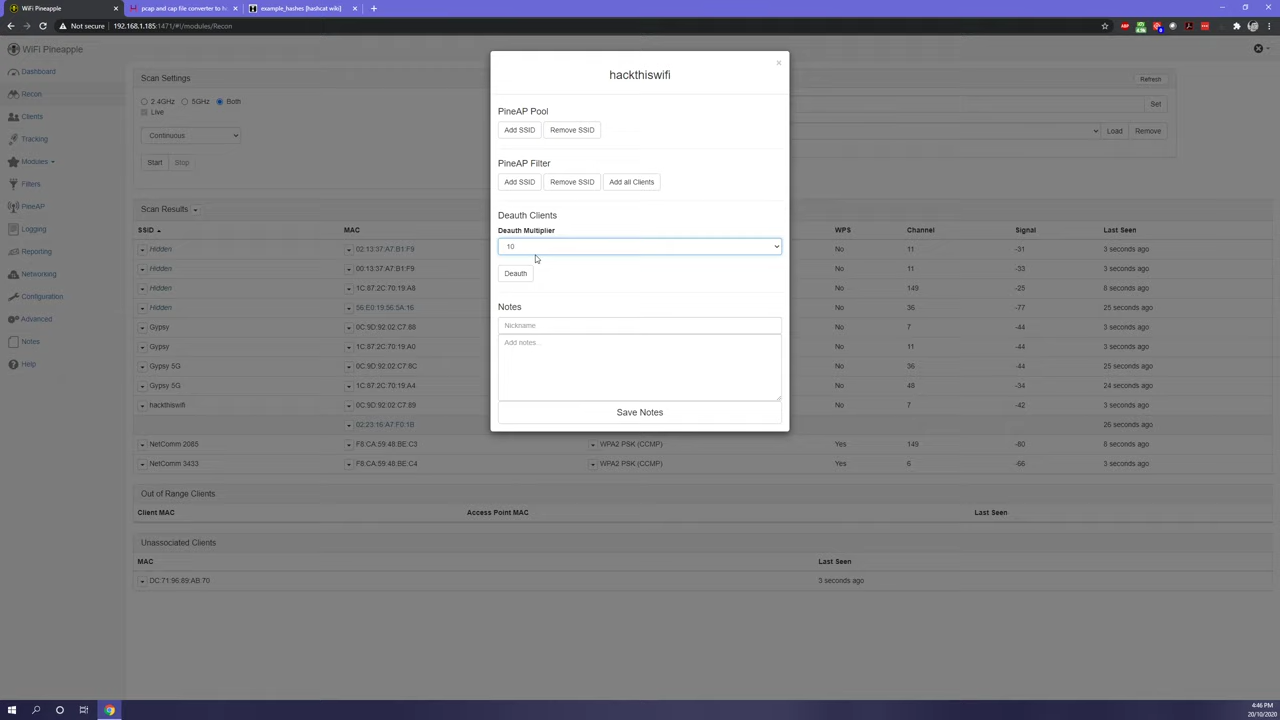 WiFi Pineapple
pcap and cap file converter to h
example_hashes [hashcat wiki]
Not secure
192.168.1.185:1471/#!/modules/Recon
WiFi Pineapple
Dashboard
Recon
Clients
Tracking
Modules
Filters
PineAP
Logging
Reporting
Networking
Configuration
Advanced
Notes
Help
Scan Settings
Refresh
2.4GHz 5GHz Both
Set
Live
Continuous
Load Remove
Start Stop
hackthiswifi
×
PineAP Pool
Add SSID Remove SSID
PineAP Filter
Add SSID Remove SSID Add all Clients
Deauth Clients
Deauth Multiplier
10
Deauth
Notes
Nickname
Add notes...
Save Notes
Scan Results
SSID MAC WPS Channel Signal Last Seen
Hidden 02:13:37:A7:B1:F9 No 11 -31 3 seconds ago
Hidden 00:13:37:A7:B1:F9 No 11 -33 3 seconds ago
Hidden 1C:87:2C:70:19:A8 No 149 -25 8 seconds ago
Hidden 56:E0:19:56:5A:16 No 36 -77 25 seconds ago
Gypsy 0C:9D:92:02:C7:88 No 7 -44 3 seconds ago
Gypsy 1C:87:2C:70:19:A0 No 11 -44 3 seconds ago
Gypsy 5G 0C:9D:92:02:C7:8C No 36 -44 25 seconds ago
Gypsy 5G 1C:87:2C:70:19:A4 No 48 -34 24 seconds ago
hackthiswifi 0C:9D:92:02:C7:89 No 7 -42 3 seconds ago
02:23:16:A7:F0:1B 26 seconds ago
NetComm 2085 F8:CA:59:48:BE:C3 WPA2 PSK (CCMP) Yes 149 -80 8 seconds ago
NetComm 3433 F8:CA:59:48:BE:C4 WPA2 PSK (CCMP) Yes 6 -66 3 seconds ago
Out of Range Clients
Client MAC Access Point MAC Last Seen
Unassociated Clients
MAC Last Seen
DC:71:96:89:AB:70 3 seconds ago
4:46 PM
20/10/2020